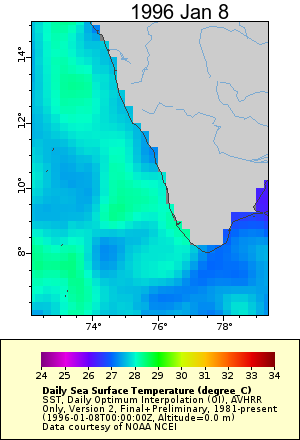 1996 Jan 8
14°
12°
10°
8°
74°
76°
78°
24 25 26 27 28 29 30 31 32 33 34
Daily Sea Surface Temperature (degree_C)
SST, Daily Optimum Interpolation (OI), AVHRR
Only, Version 2, Final+Preliminary, 1981-present
(1996-01-08T00:00:00Z, Altitude=0.0 m)
Data courtesy of NOAA NCEI